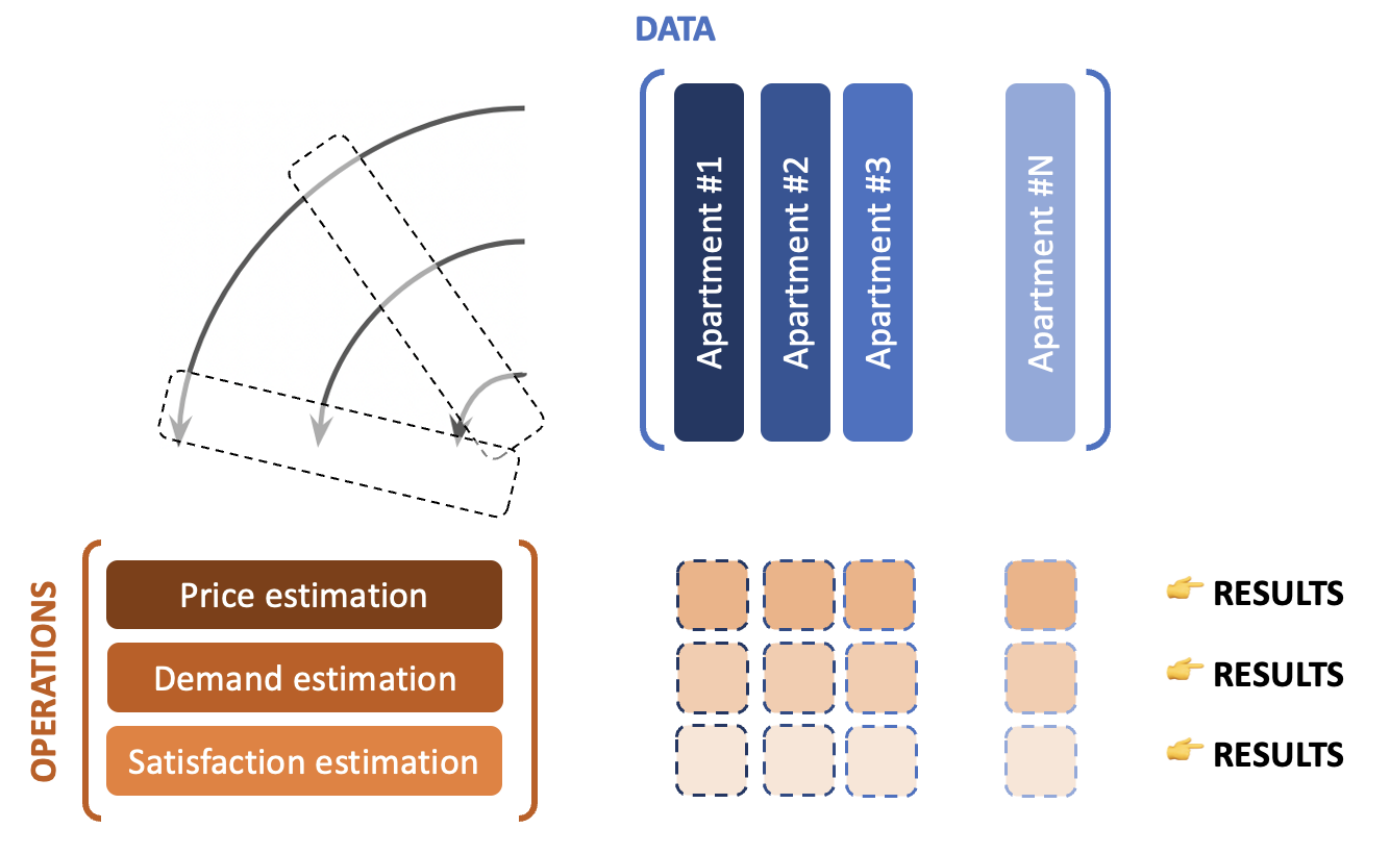 DATA
Apartment #1
Apartment #2
Apartment #3
Apartment #N
OPERATIONS
Price estimation
Demand estimation
Satisfaction estimation
RESULTS
RESULTS
RESULTS